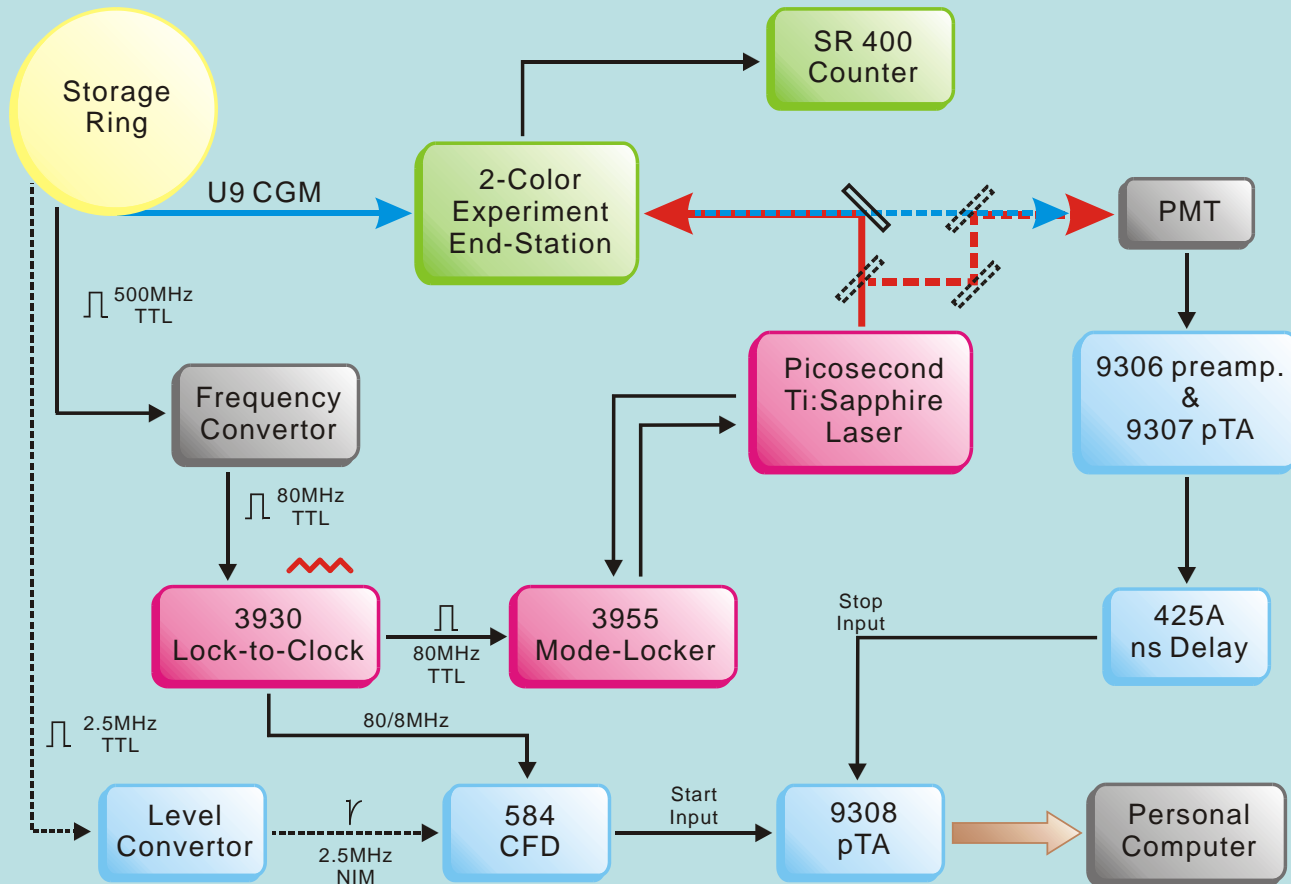 Storage
Ring
SR 400
Counter
U9 CGM
2-Color
Experiment
End-Station
PMT
500MHz
TTL
Frequency
Convertor
Picosecond
Ti:Sapphire
Laser
9306 preamp.
&
9307 pTA
80MHz
TTL
3930
Lock-to-Clock
80MHz
TTL
3955
Mode-Locker
Stop
Input
425A
ns Delay
2.5MHz
TTL
80/8MHz
Level
Convertor
2.5MHz
NIM
584
CFD
Start
Input
9308
pTA
Personal
Computer